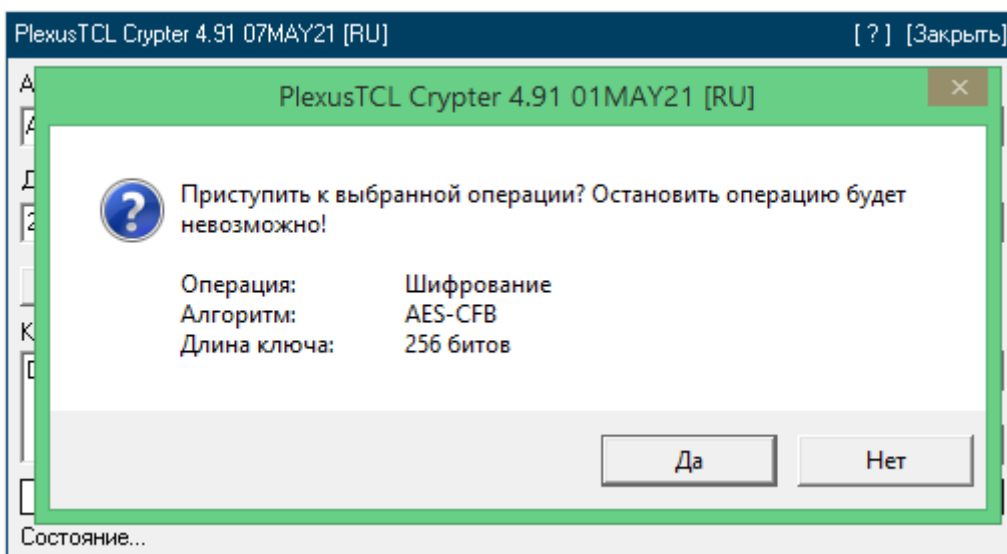 PlexusTCL Crypter 4.91 07MAY21 [RU] [ ? ] [Закрыть]
PlexusTCL Crypter 4.91 01MAY21 [RU]
Приступить к выбранной операции? Остановить операцию будет
невозможно!
Операция: Шифрование
Алгоритм: AES-CFB
Длина ключа: 256 битов
Да Нет
Состояние...